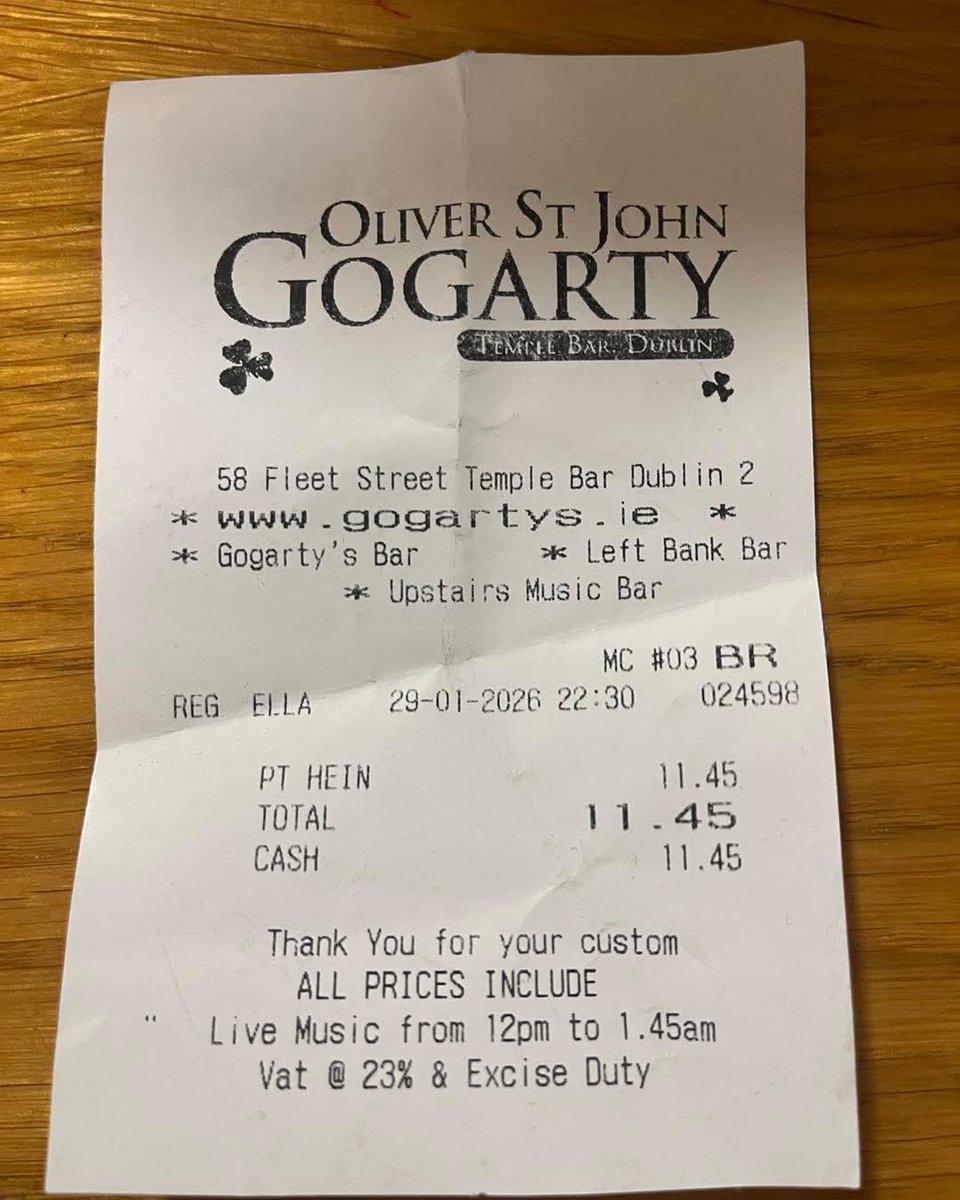 OLIVER ST JOHN
GOGARTY
TEMPLE BAR, DUBLIN
58 Fleet Street Temple Bar Dublin 2
* www.gogartys.ie *
* Gogarty's Bar * Left Bank Bar
* Upstairs Music Bar
MC #03 BR
REG ELLA 29-01-2026 22:30 024598
PT HEIN 11.45
TOTAL 11.45
CASH 11.45
Thank You for your custom
ALL PRICES INCLUDE
" Live Music from 12pm to 1.45am
Vat @ 23% & Excise Duty